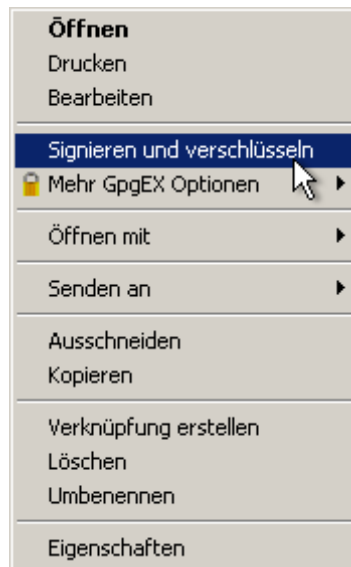 Öffnen
Drucken
Bearbeiten
Signieren und verschlüsseln
Mehr GpgEX Optionen
Öffnen mit
Senden an
Ausschneiden
Kopieren
Verknüpfung erstellen
Löschen
Umbenennen
Eigenschaften